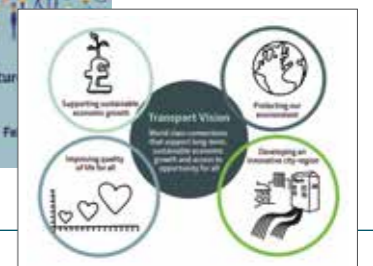 Supporting sustainable
economic growth
Protecting our
environment
Transport Vision
World class connections
that support long term,
sustainable economic
growth and access to
opportunity for all
Improving quality
of life for all
Developing an
innovative city-region